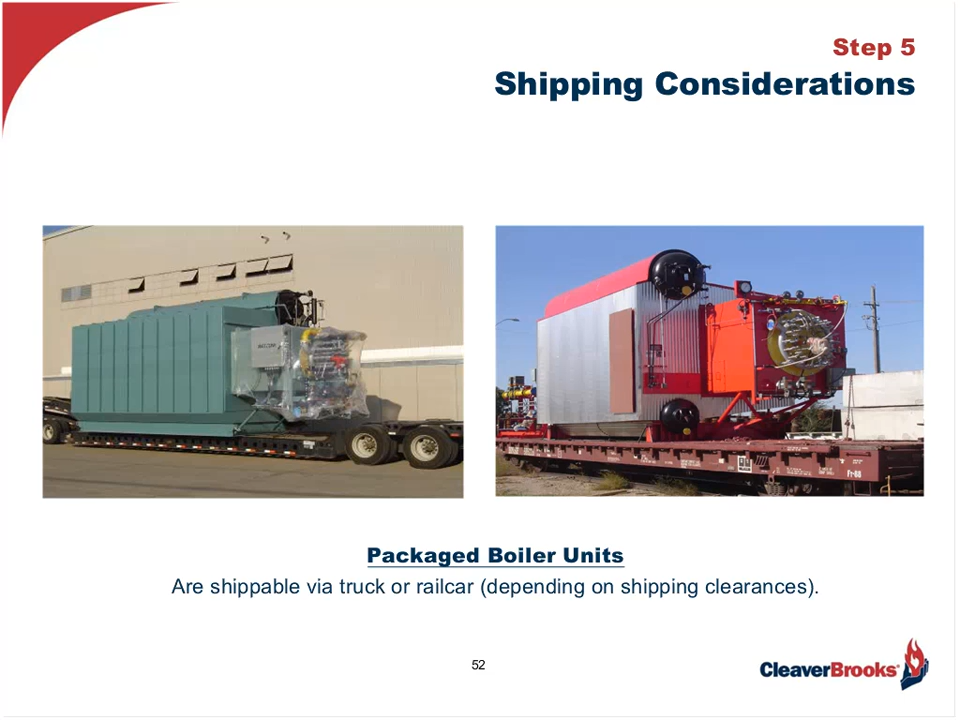 Step 5
Shipping Considerations
Packaged Boiler Units
Are shippable via truck or railcar (depending on shipping clearances).
52
CleaverBrooks